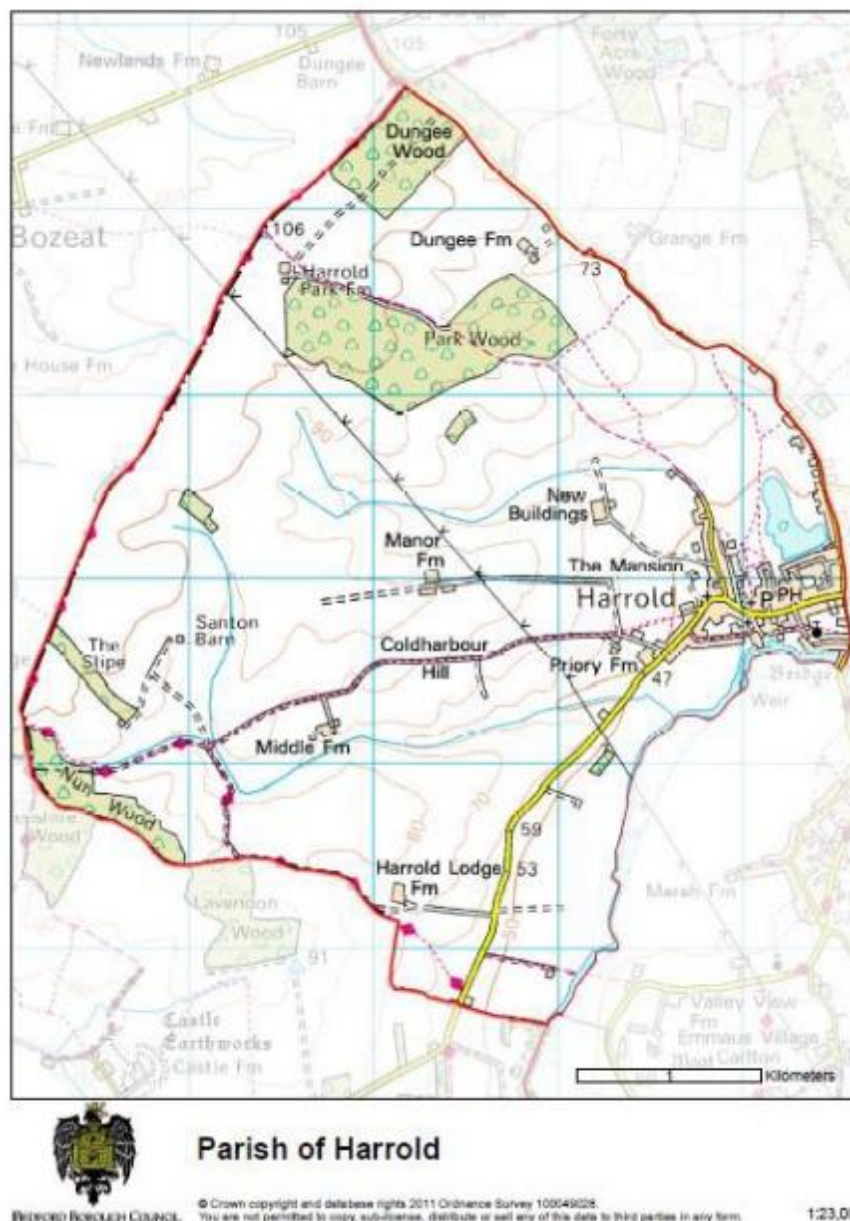 105
Newlands Fm
Dungee
Barn
105
Forty
Acre
Wood
Fm
Dungee
Wood
Bozeat
106
Dungee Fm
Grange Fm
73
Harrold
Park Fm
Park Wood
House Fm
90
New
Buildings
Manor
Fm
The Mansion
Harrold
P
PH
Santon
Barn
The
Slipe
Coldharbour
Hill
Priory Fm
47
Weir
Middle Fm
Nun Wood
Wood
80
70
59
53
Harrold Lodge
Fm
50
Marsh Fm
Lavendon
Wood
91
Castle
Earthworks
Castle Fm
Valley View
Fm
Emmaus Village
Carlton
1
Kilometers
Parish of Harrold
BEDFORD BOROUGH COUNCIL
© Crown copyright and database rights 2011 Ordnance Survey 100049028.
You are not permitted to copy, sub-license, distribute or sell any of this data to third parties in any form.